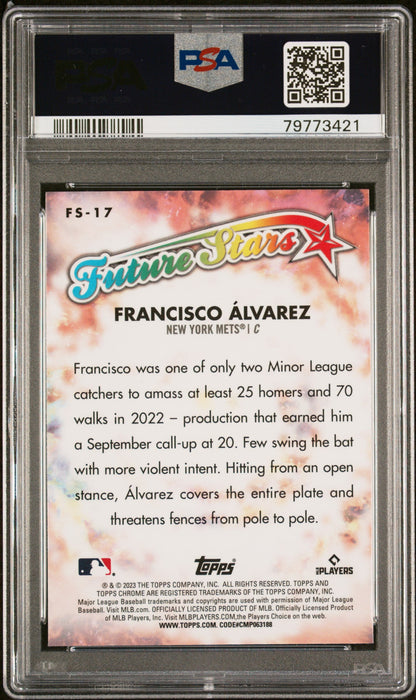 PSA
PSA
79773421
FS-17
Future Stars
FRANCISCO ÁLVAREZ
NEW YORK METS® | C
Francisco was one of only two Minor League
catchers to amass at least 25 homers and 70
walks in 2022 – production that earned him
a September call-up at 20. Few swing the bat
with more violent intent. Hitting from an open
stance, Álvarez covers the entire plate and
threatens fences from pole to pole.
TOPPS
MLB PLAYERS
® & © 2023 THE TOPPS COMPANY, INC. ALL RIGHTS RESERVED. TOPPS AND
TOPPS CHROME ARE REGISTERED TRADEMARKS OF THE TOPPS COMPANY, INC.
Major League Baseball trademarks and copyrights are used with permission of Major League
Baseball. Visit MLB.com. OFFICIALLY LICENSED PRODUCT OF MLB. Officially Licensed Product
of MLB Players, Inc. Visit MLBPLAYERS.com,the Players Choice on the web.
WWW.TOPPS.COM. CODE#CMP063188